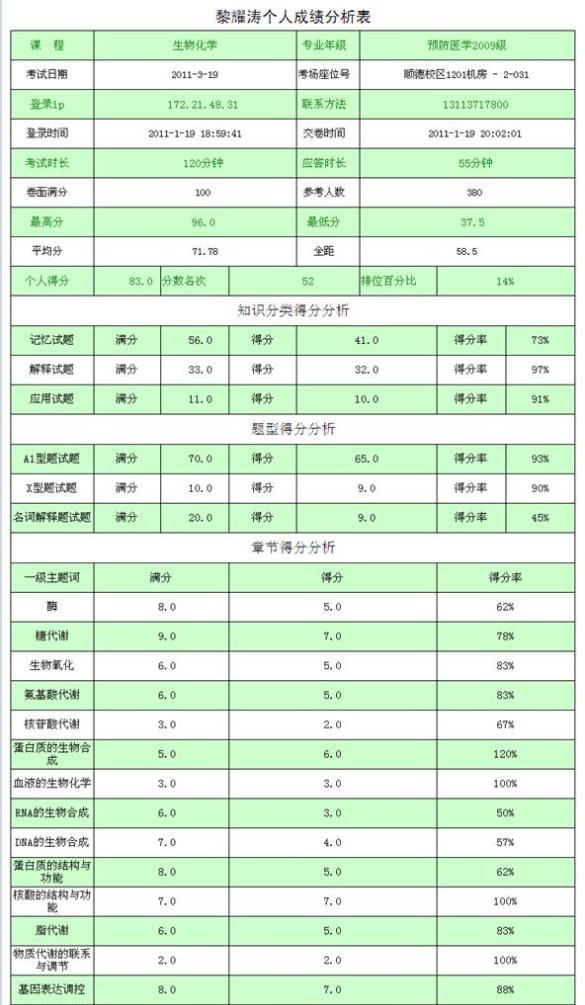 黎耀涛个人成绩分析表
课 程 生物化学 专业年级 预防医学2009级
考试日期 2011-3-19 考场座位号 顺德校区1201机房 - 2-031
登录ip 172.21.48.31 联系方法 13113717800
登录时间 2011-1-19 18:59:41 交卷时间 2011-1-19 20:02:01
考试时长 120分钟 应答时长 55分钟
卷面满分 100 参考人数 380
最高分 96.0 最低分 37.5
平均分 71.78 全距 58.5
个人得分 83.0 分数名次 52 排位百分比 14%
知识分类得分分析
记忆试题 满分 56.0 得分 41.0 得分率 73%
解释试题 满分 33.0 得分 32.0 得分率 97%
应用试题 满分 11.0 得分 10.0 得分率 91%
题型得分分析
A1型题试题 满分 70.0 得分 65.0 得分率 93%
X型题试题 满分 10.0 得分 9.0 得分率 90%
名词解释题试题 满分 20.0 得分 9.0 得分率 45%
章节得分分析
一级主题词 满分 得分 得分率
酶 8.0 5.0 62%
糖代谢 9.0 7.0 78%
生物氧化 6.0 5.0 83%
氨基酸代谢 6.0 5.0 83%
核苷酸代谢 3.0 2.0 67%
蛋白质的生物合
成 5.0 6.0 120%
血液的生物化学 3.0 3.0 100%
RNA的生物合成 6.0 3.0 50%
DNA的生物合成 7.0 4.0 57%
蛋白质的结构与
功能 8.0 5.0 62%
核酸的结构与功
能 7.0 7.0 100%
脂代谢 6.0 5.0 83%
物质代谢的联系
与调节 2.0 2.0 100%
基因表达调控 8.0 7.0 88%